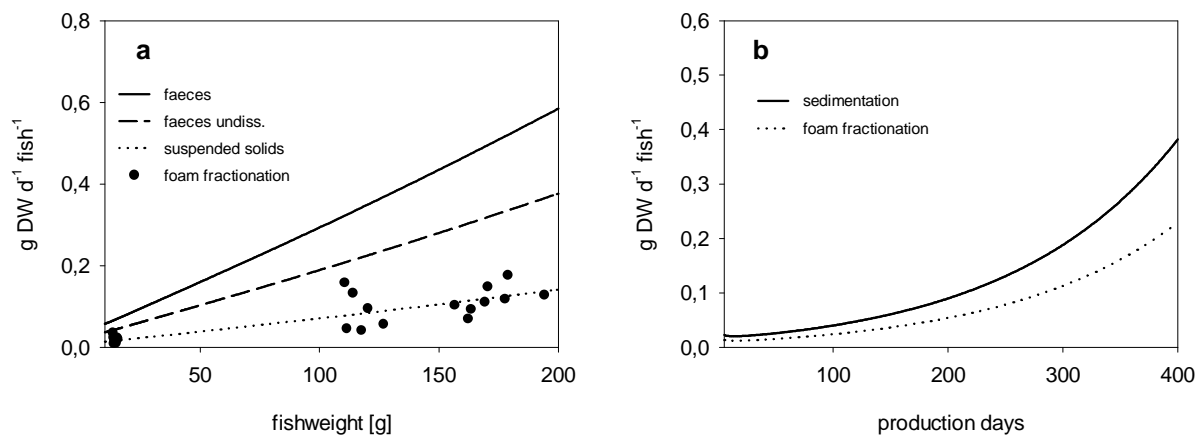 a
faeces
faeces undiss.
suspended solids
foam fractionation
g DW d-1 fish-1
0,8
0,6
0,4
0,2
0,0
50 100 150 200
fishweight [g]
b
sedimentation
foam fractionation
g DW d-1 fish-1
0,6
0,5
0,4
0,3
0,2
0,1
0,0
100 200 300 400
production days